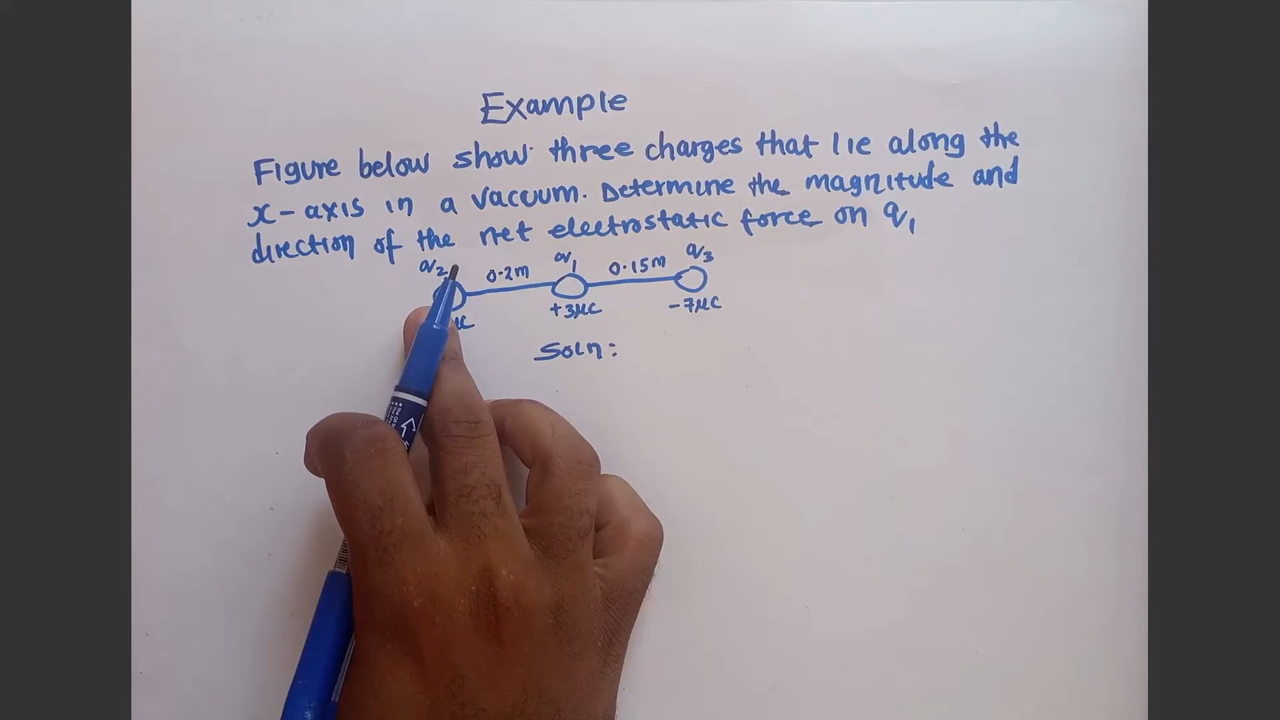 Example
Figure below show three charges that lie along the
x-axis in a vacuum. Determine the magnitude and
direction of the net electrostatic force on q1
q2 0.2m q1 0.15m q3
μC +3μC -7μC
Soln: